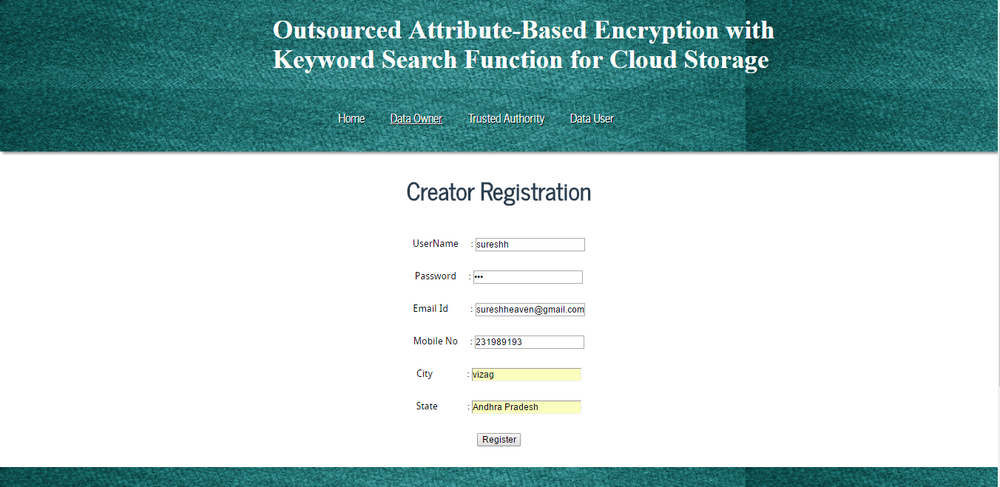 Outsourced Attribute-Based Encryption with
Keyword Search Function for Cloud Storage
Home Data Owner Trusted Authority Data User
Creator Registration
UserName : sureshh
Password : •••
Email Id : sureshheaven@gmail.com
Mobile No : 231989193
City : vizag
State : Andhra Pradesh
Register